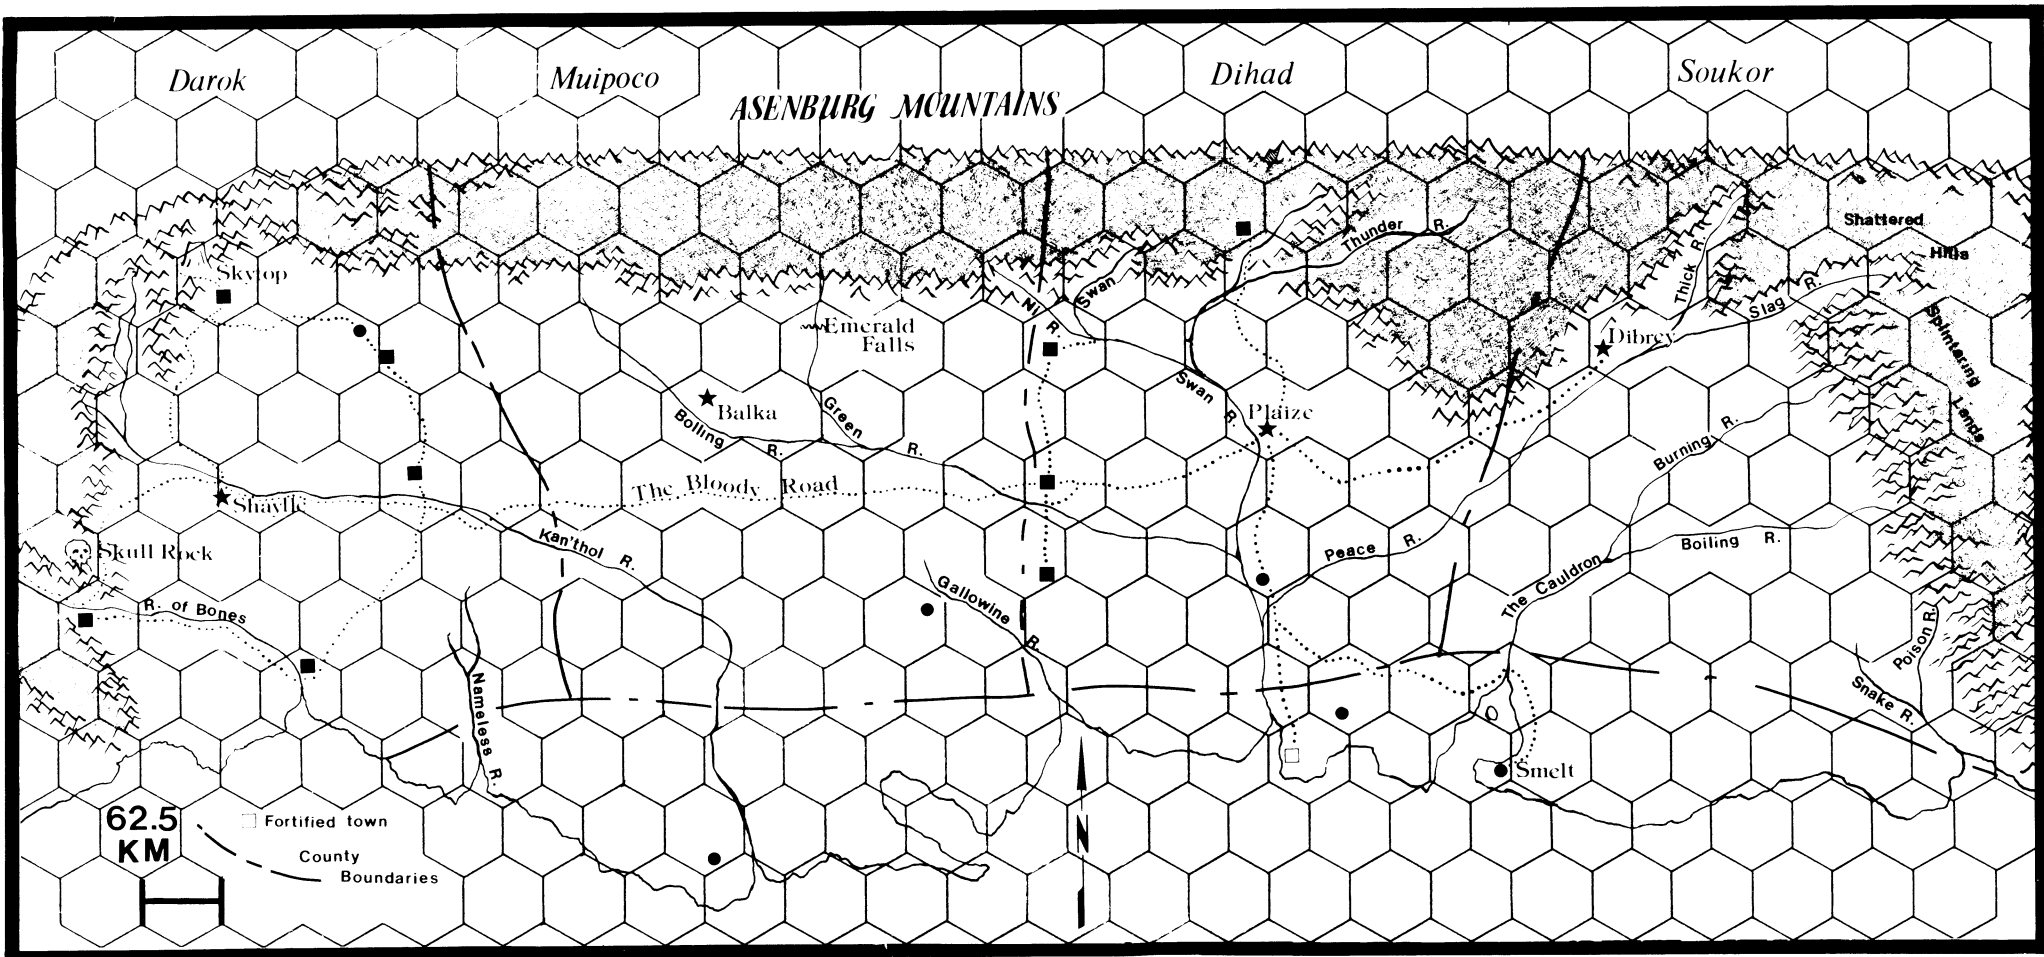 Darok
Muipoco
Dihad
Soukor
ASENBURG MOUNTAINS
Shattered
Hills
Thunder R.
Thick R.
Slag R.
Skytop
Swan
Nil R.
Emerald
Falls
Dibrey
Splintering
Lands
Swan R.
Balka
Plaize
Green R.
Boiling R.
Burning R.
The Bloody Road
Shaylle
Skull Rock
Kan'thol R.
Peace R.
Boiling R.
The Cauldron
R. of Bones
Gallowine R.
Poison R.
Snake R.
Nameless R.
Smelt
62.5
KM
Fortified town
County
Boundaries
N